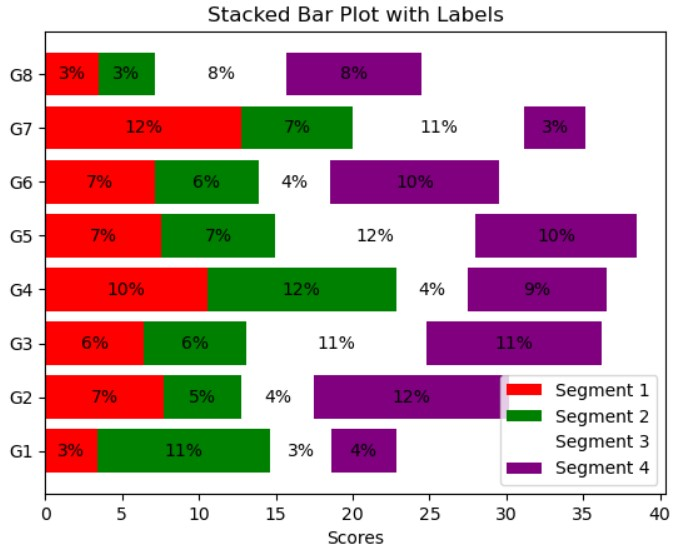 Stacked Bar Plot with Labels
G8 3% 3% 8% 8%
G7 12% 7% 11% 3%
G6 7% 6% 4% 10%
G5 7% 7% 12% 10%
G4 10% 12% 4% 9%
G3 6% 6% 11% 11%
G2 7% 5% 4% 12%
G1 3% 11% 3% 4%
Segment 1
Segment 2
Segment 3
Segment 4
0 5 10 15 20 25 30 35 40
Scores